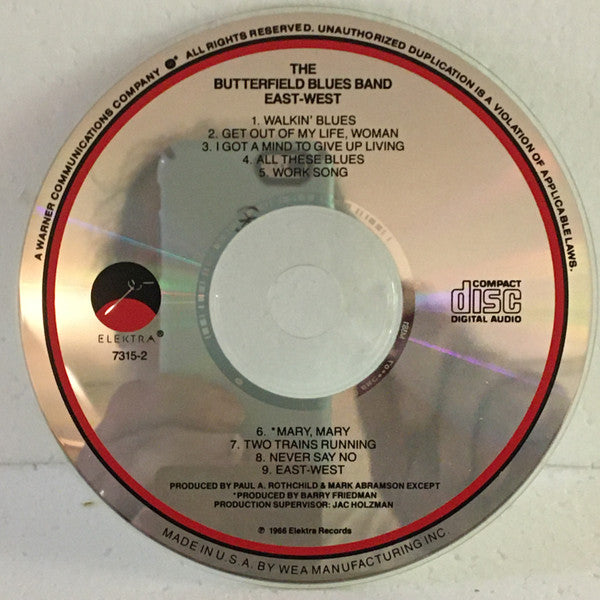 A WARNER COMMUNICATIONS COMPANY ALL RIGHTS RESERVED. UNAUTHORIZED DUPLICATION IS A VIOLATION OF APPLICABLE LAWS.
THE
BUTTERFIELD BLUES BAND
EAST-WEST
1. WALKIN' BLUES
2. GET OUT OF MY LIFE, WOMAN
3. I GOT A MIND TO GIVE UP LIVING
4. ALL THESE BLUES
5. WORK SONG
ELEKTRA®
7315-2
COMPACT
disc
DIGITAL AUDIO
6. *MARY, MARY
7. TWO TRAINS RUNNING
8. NEVER SAY NO
9. EAST-WEST
PRODUCED BY PAUL A. ROTHCHILD & MARK ABRAMSON EXCEPT
*PRODUCED BY BARRY FRIEDMAN
PRODUCTION SUPERVISOR: JAC HOLZMAN
℗ 1966 Elektra Records
MADE IN U.S.A. BY WEA MANUFACTURING INC.